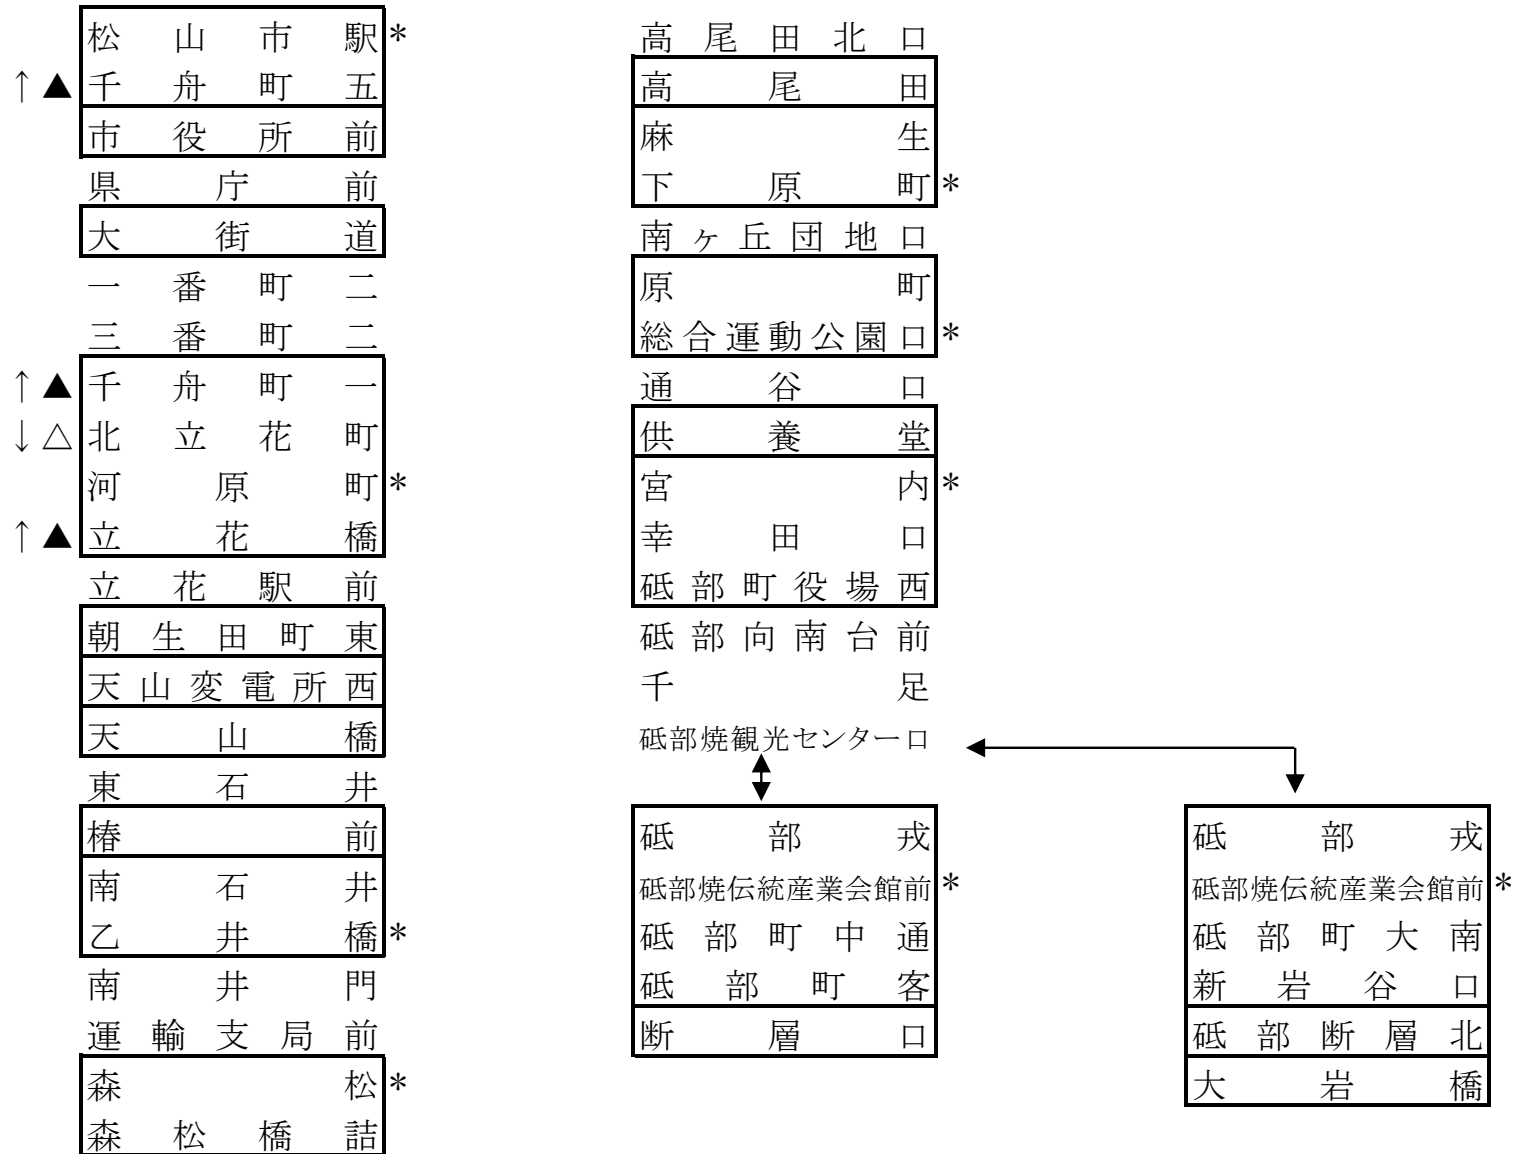 松山市駅*
↑▲千舟町五
市役所前
県庁前
大街道
一番町二
三番町二
↑▲千舟町一
↓△北立花町
河原町*
↑▲立花橋
立花駅前
朝生田町東
天山変電所西
天山橋
東石井
椿前
南石井
乙井橋*
南井門
運輸支局前
森松*
森松橋詰
高尾田北口
高尾田
麻生
下原町*
南ヶ丘団地口
原町
総合運動公園口*
通谷口
供養堂
宮内*
幸田口
砥部町役場西
砥部向南台前
千足
砥部焼観光センター口
砥部戎
砥部焼伝統産業会館前*
砥部町中通
砥部町客
断層口
砥部戎
砥部焼伝統産業会館前*
砥部町大南
新岩谷口
砥部断層北
大岩橋